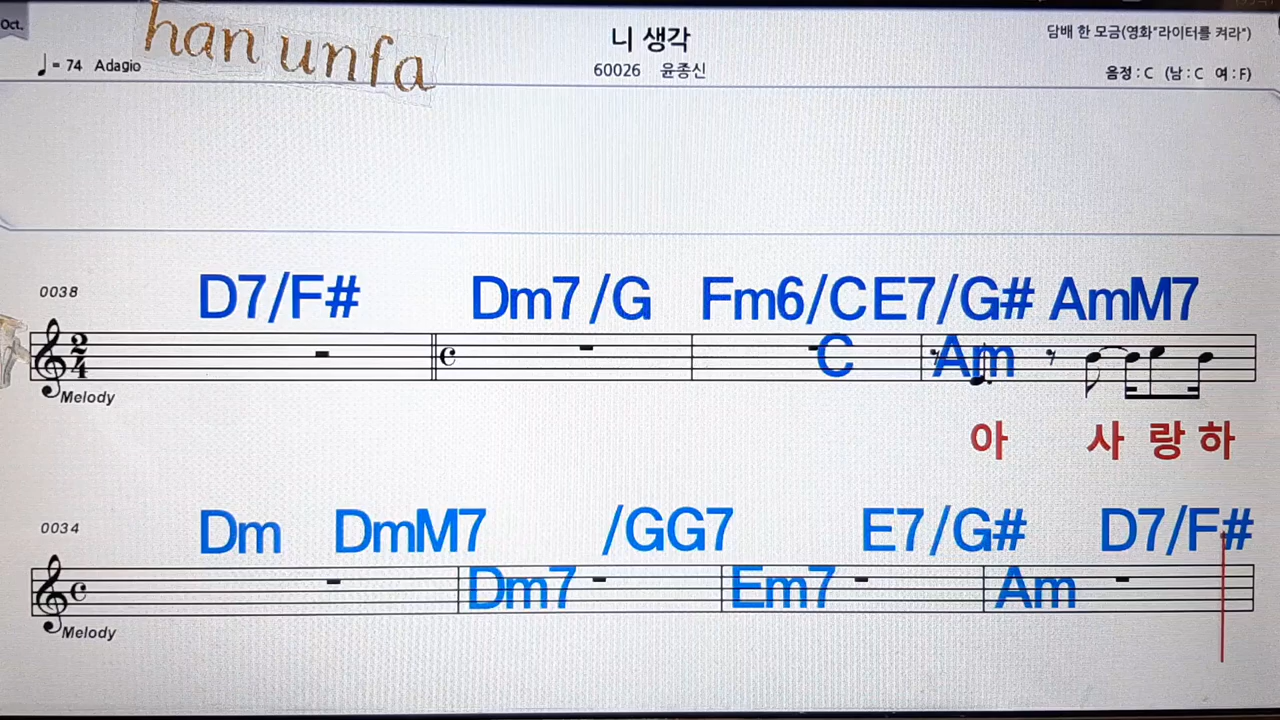 Oct.
han unfa
니 생각
담배 한 모금(영화"라이터를 켜라")
♩= 74 Adagio
60026 윤종신
음정 : C (남 : C 여 : F)
0038
D7/F# Dm7 /G Fm6/C E7/G# AmM7
C Am
2
4
Melody
아 사 랑 하
0034
Dm DmM7 /G G7 E7/G# D7/F#
Dm7 Em7 Am
Melody